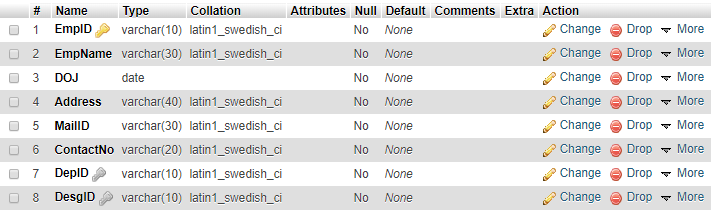 # Name Type Collation Attributes Null Default Comments Extra Action
1 EmpID varchar(10) latin1_swedish_ci No None Change Drop More
2 EmpName varchar(30) latin1_swedish_ci No None Change Drop More
3 DOJ date No None Change Drop More
4 Address varchar(40) latin1_swedish_ci No None Change Drop More
5 MailID varchar(30) latin1_swedish_ci No None Change Drop More
6 ContactNo varchar(20) latin1_swedish_ci No None Change Drop More
7 DepID varchar(10) latin1_swedish_ci No None Change Drop More
8 DesgID varchar(10) latin1_swedish_ci No None Change Drop More